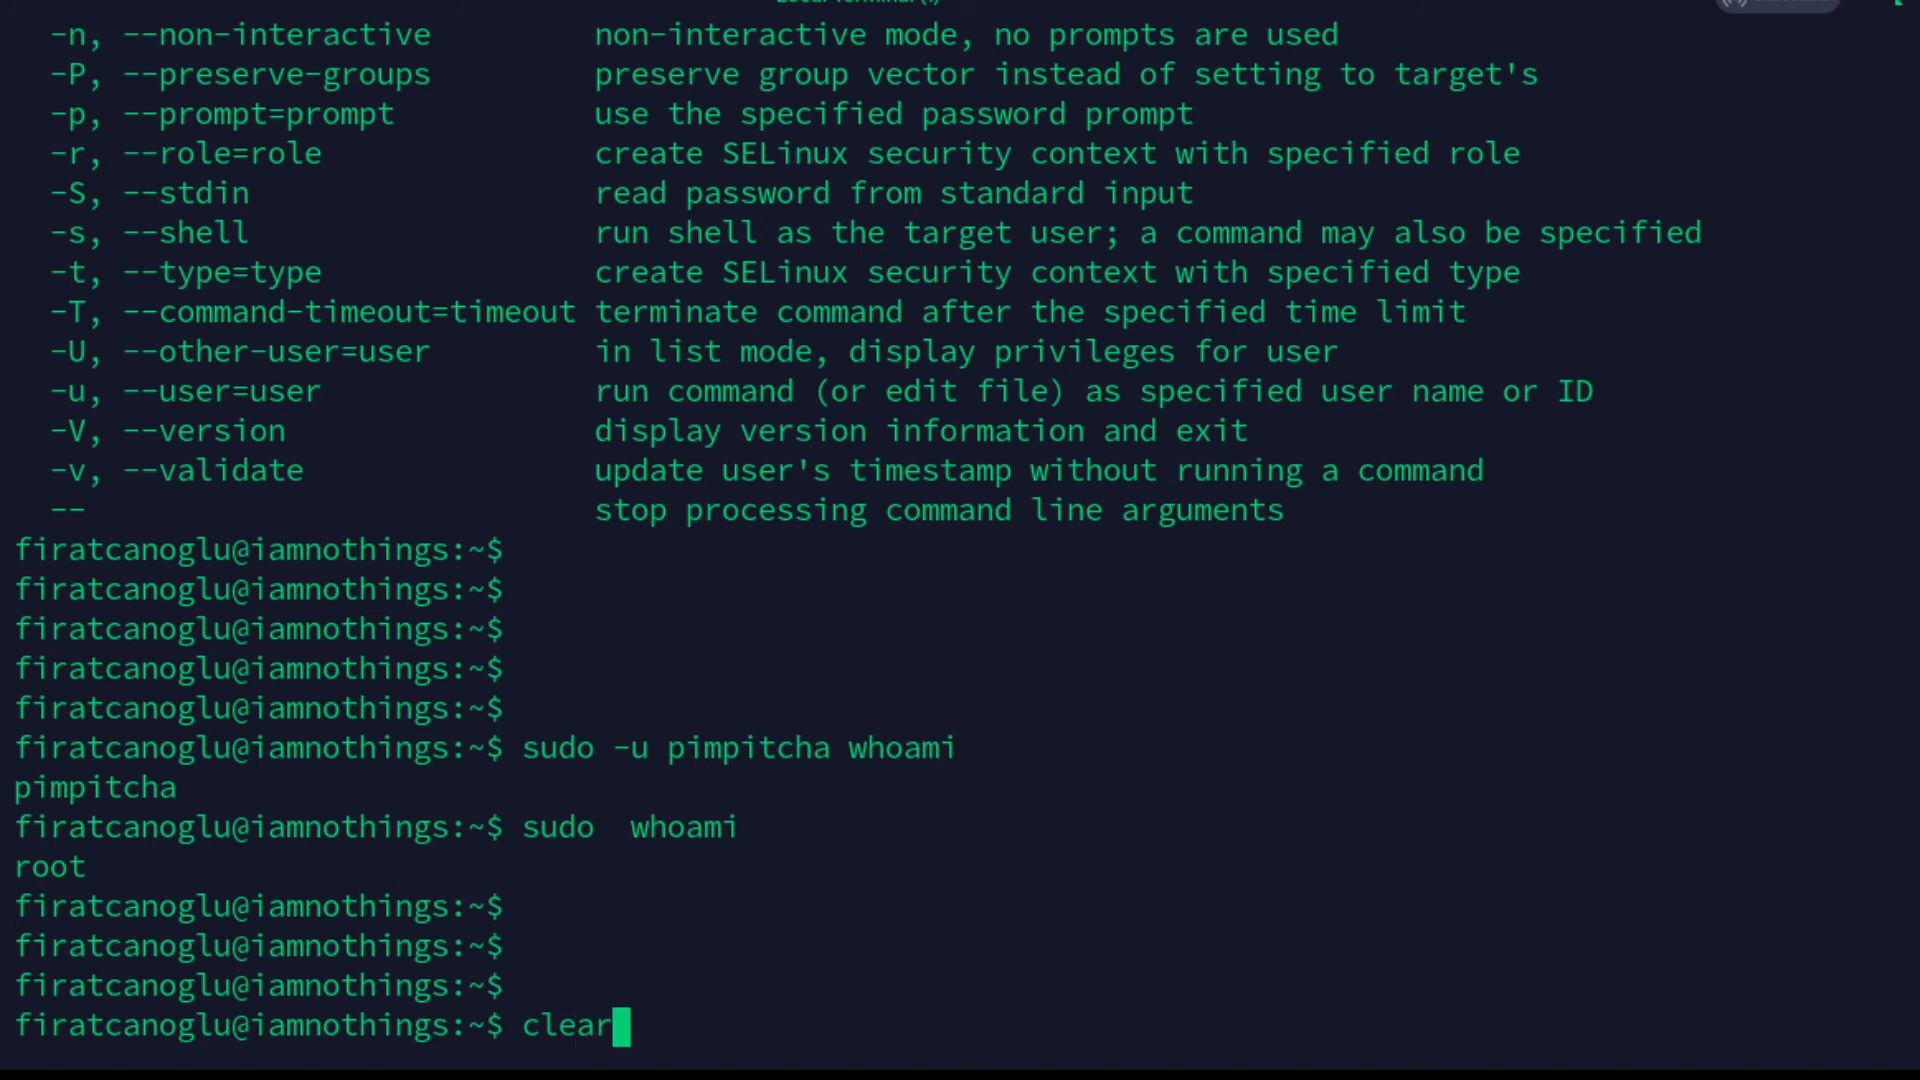 -n, --non-interactive non-interactive mode, no prompts are used
-P, --preserve-groups preserve group vector instead of setting to target's
-p, --prompt=prompt use the specified password prompt
-r, --role=role create SELinux security context with specified role
-S, --stdin read password from standard input
-s, --shell run shell as the target user; a command may also be specified
-t, --type=type create SELinux security context with specified type
-T, --command-timeout=timeout terminate command after the specified time limit
-U, --other-user=user in list mode, display privileges for user
-u, --user=user run command (or edit file) as specified user name or ID
-V, --version display version information and exit
-v, --validate update user's timestamp without running a command
-- stop processing command line arguments
firatcanoglu@iamnothings:~$
firatcanoglu@iamnothings:~$
firatcanoglu@iamnothings:~$
firatcanoglu@iamnothings:~$
firatcanoglu@iamnothings:~$
firatcanoglu@iamnothings:~$ sudo -u pimpitcha whoami
pimpitcha
firatcanoglu@iamnothings:~$ sudo  whoami
root
firatcanoglu@iamnothings:~$
firatcanoglu@iamnothings:~$
firatcanoglu@iamnothings:~$
firatcanoglu@iamnothings:~$ clear